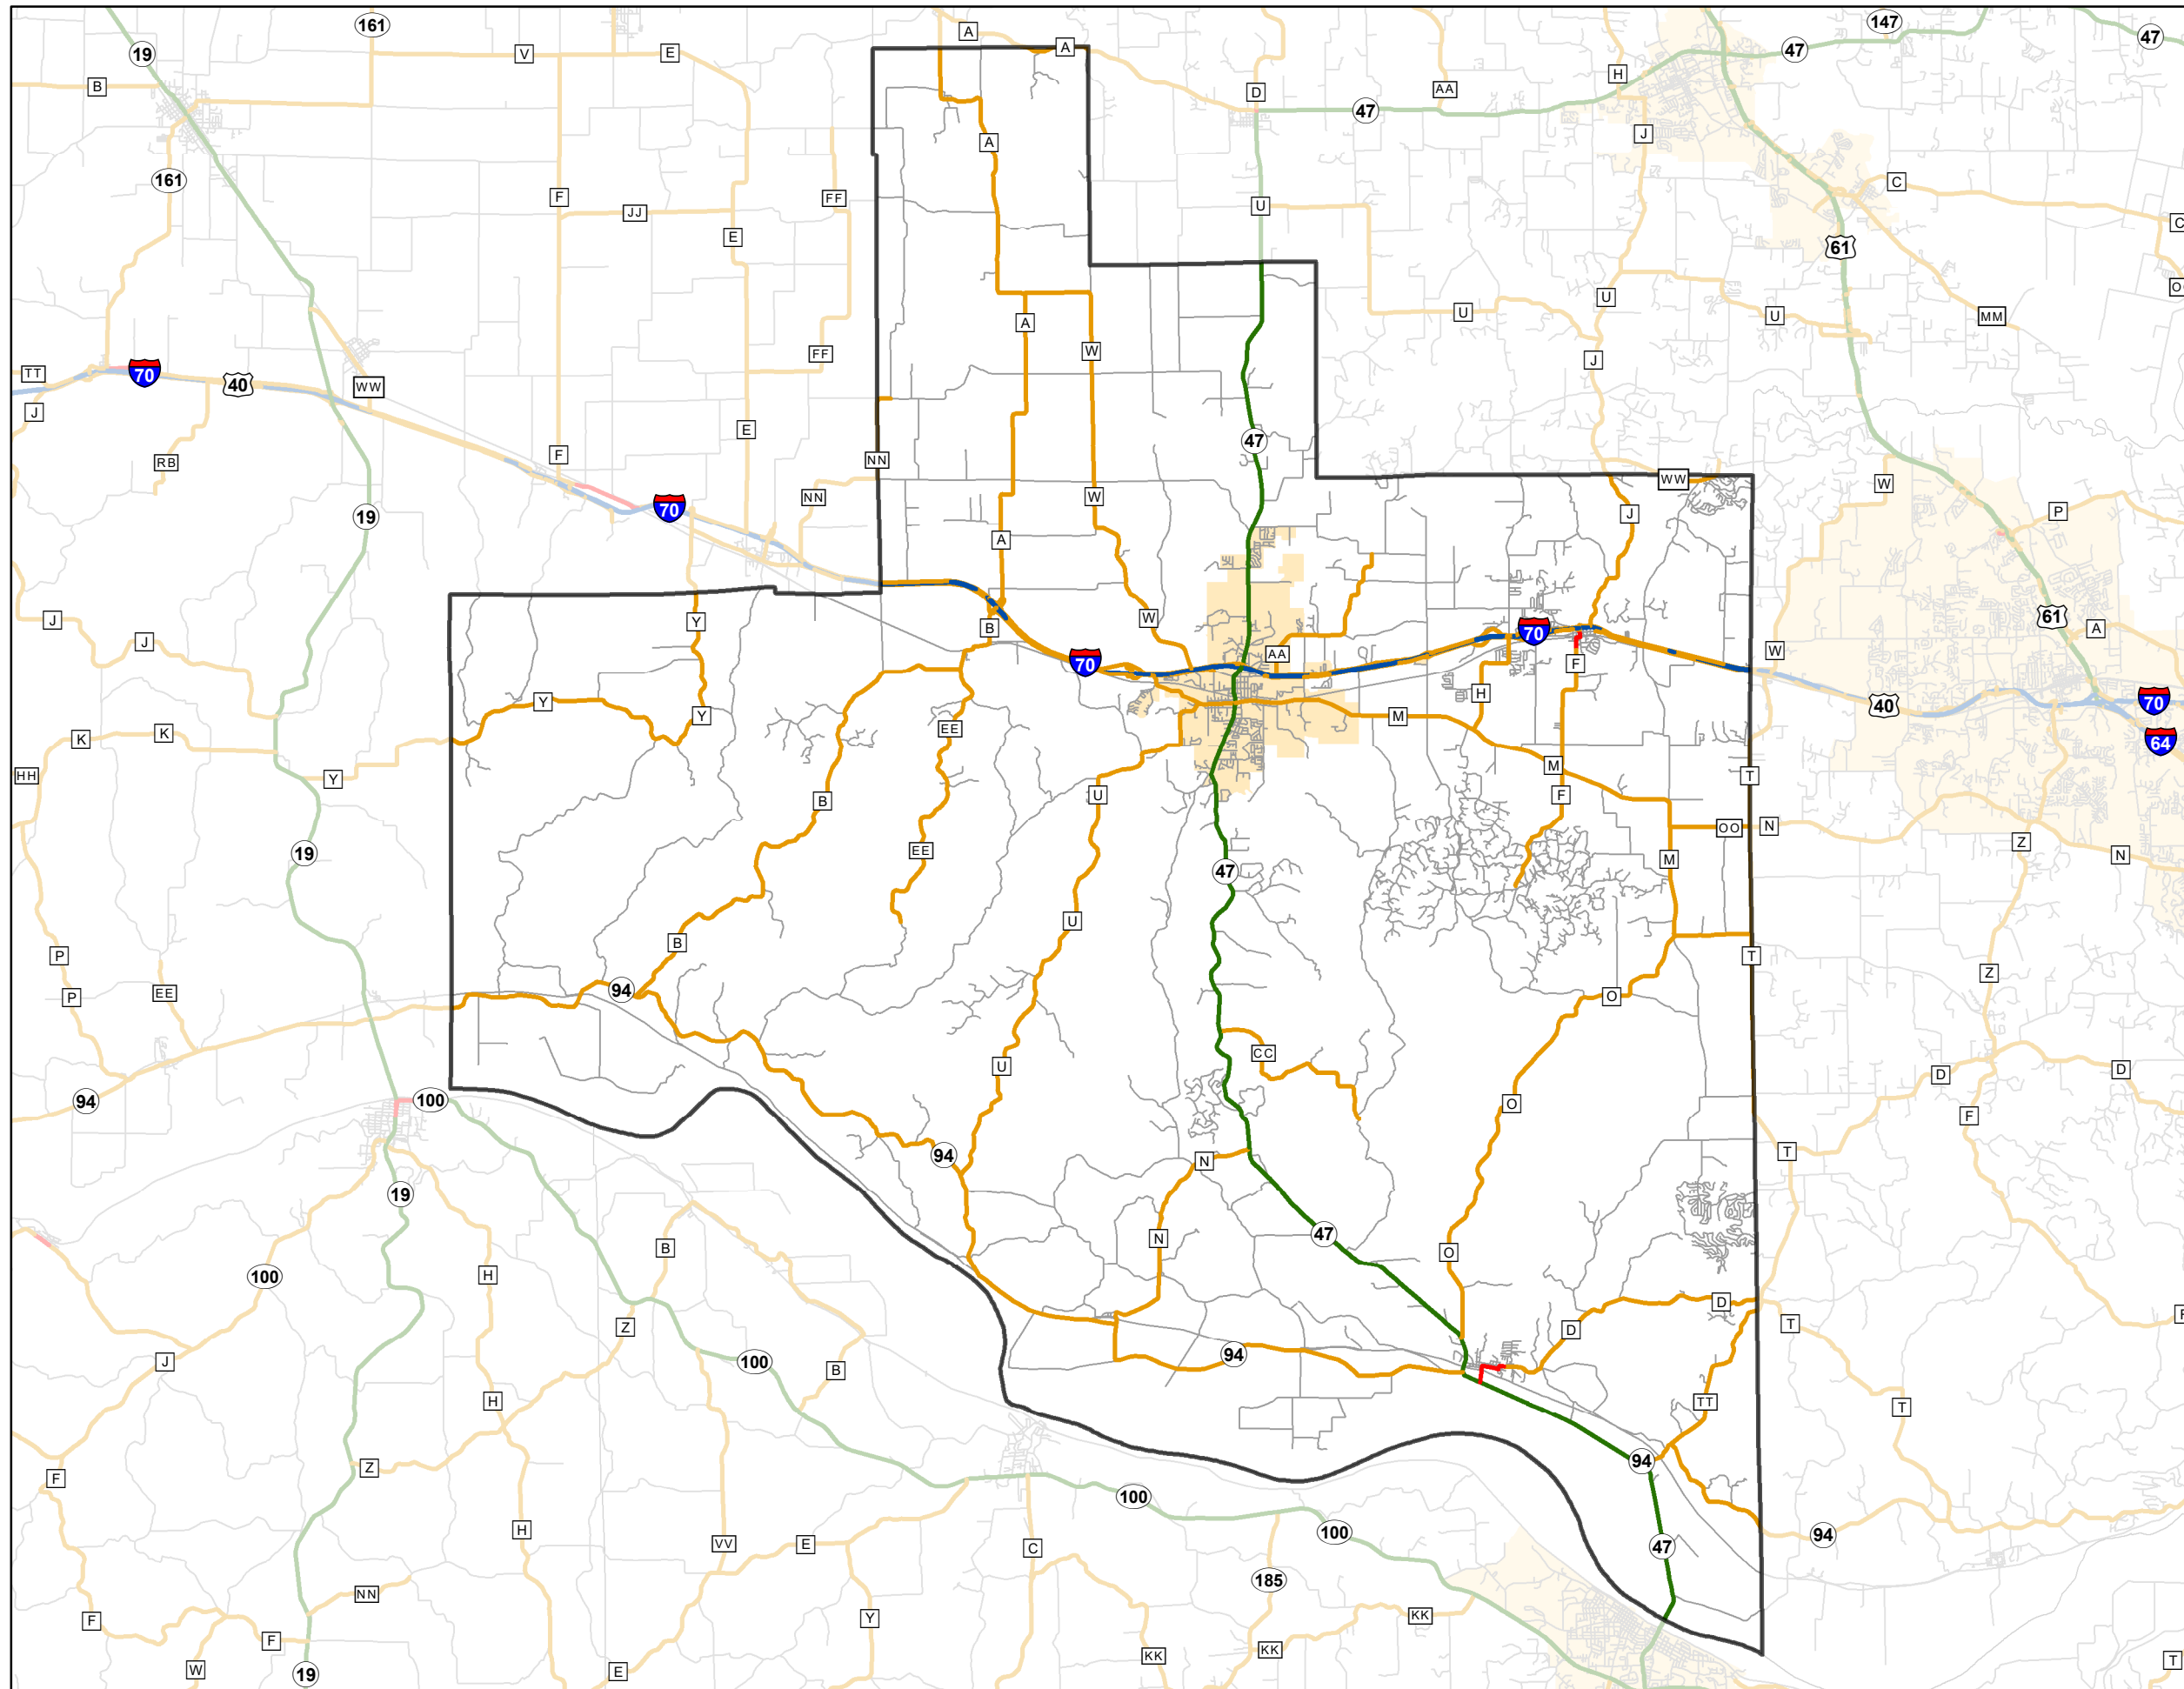 161
147
47
19
A
A
47
V
E
H
B
D
AA
47
J
A
161
C
F
FF
U
JJ
C
E
61
O
U
U
MM
U
A
W
FF
J
TT
70
40
WW
J
E
47
F
RB
NN
NN
W
WW
W
70
19
J
P
A
W
61
J
Y
B
70
A
J
W
AA
70
F
H
Y
Y
70
40
EE
M
K
K
64
HH
Y
M
T
U
F
B
OO
N
Z
19
EE
M
N
47
U
B
P
T
Z
94
EE
P
O
CC
U
D
D
94
100
O
F
94
N
T
19
47
N
B
O
H
100
D
T
F
Z
D
94
J
100
B
H
TT
T
94
Z
F
100
H
100
94
VV
E
C
47
185
NN
KK
Y
F
F
KK
KK
T
W
E
19